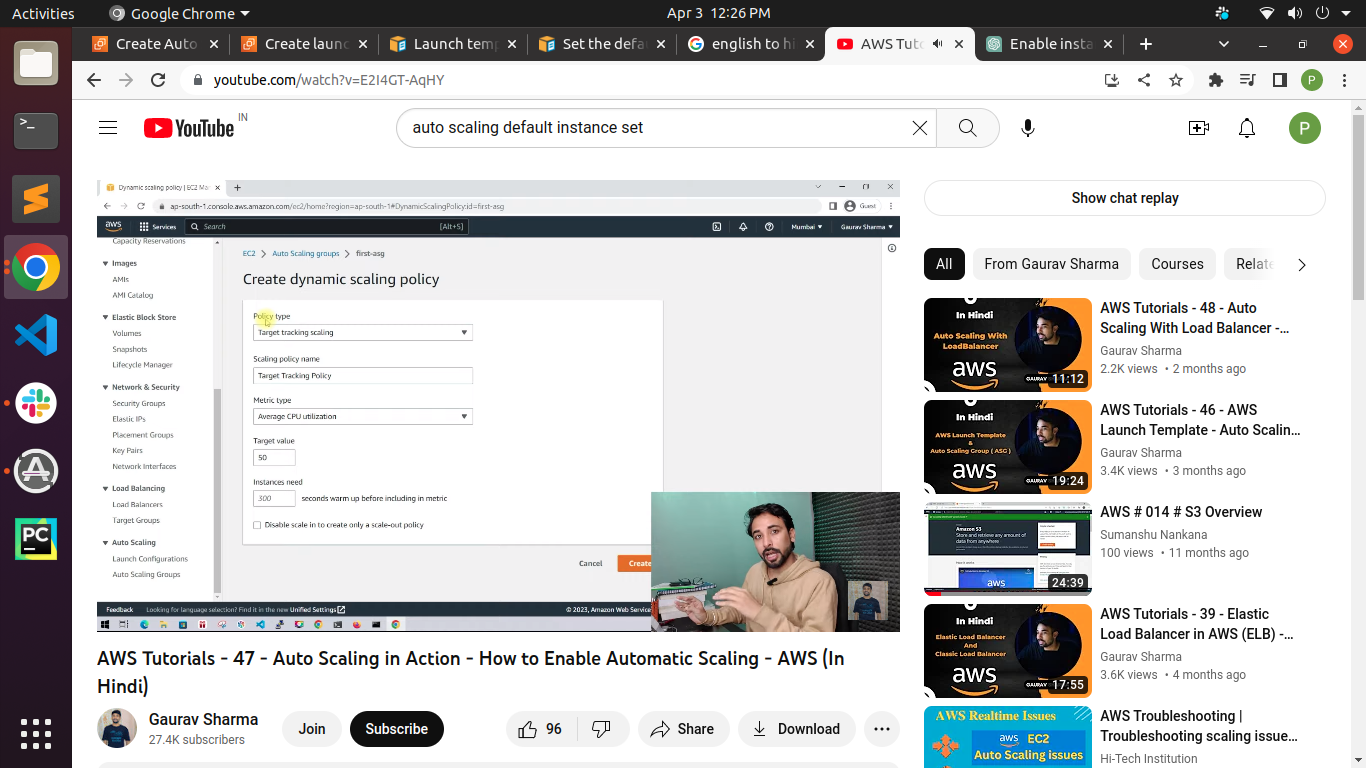 Activities
Google Chrome
Apr 3 12:26 PM
Create Auto
Create laun
Launch tem
Set the defa
english to hi
AWS Tuto
Enable insta
youtube.com/watch?v=E2I4GT-AqHY
YouTube IN
auto scaling default instance set
P
P
Dynamic scaling policy | EC2 Ma
ap-south-1.console.aws.amazon.com/ec2/home?region=ap-south-1#DynamicScalingPolicy:id=first-asg
Guest
aws
Services
Search
[Alt+S]
Mumbai
Gaurav Sharma
Capacity Reservations
Images
AMIs
AMI Catalog
Elastic Block Store
Volumes
Snapshots
Lifecycle Manager
Network & Security
Security Groups
Elastic IPs
Placement Groups
Key Pairs
Network Interfaces
Load Balancing
Load Balancers
Target Groups
Auto Scaling
Launch Configurations
Auto Scaling Groups
EC2 > Auto Scaling groups > first-asg
Create dynamic scaling policy
Policy type
Target tracking scaling
Scaling policy name
Target Tracking Policy
Metric type
Average CPU utilization
Target value
50
Instances need
300 seconds warm up before including in metric
Disable scale in to create only a scale-out policy
Cancel
Create
Feedback
Looking for language selection? Find it in the new Unified Settings
© 2023, Amazon Web Service
AWS Tutorials - 47 - Auto Scaling in Action - How to Enable Automatic Scaling - AWS (In
Hindi)
Gaurav Sharma
27.4K subscribers
Join
Subscribe
96
Share
Download
Show chat replay
All
From Gaurav Sharma
Courses
Relate
In Hindi
Auto Scaling With
LoadBalancer
aws
GAURAV
11:12
AWS Tutorials - 48 - Auto
Scaling With Load Balancer -...
Gaurav Sharma
2.2K views • 2 months ago
In Hindi
AWS Launch Template
&
Auto Scaling Group ( ASG )
aws
GAURAV
19:24
AWS Tutorials - 46 - AWS
Launch Template - Auto Scalin...
Gaurav Sharma
3.4K views • 3 months ago
Amazon S3
Store and retrieve any amount of
data from anywhere
24:39
AWS # 014 # S3 Overview
Sumanshu Nankana
100 views • 11 months ago
In Hindi
Elastic Load Balancer
And
Classic Load Balancer
aws
GAURAV
17:55
AWS Tutorials - 39 - Elastic
Load Balancer in AWS (ELB) -...
Gaurav Sharma
3.6K views • 4 months ago
AWS Realtime Issues
aws EC2
Auto Scaling issues
AWS Troubleshooting |
Troubleshooting scaling issue...
Hi-Tech Institution